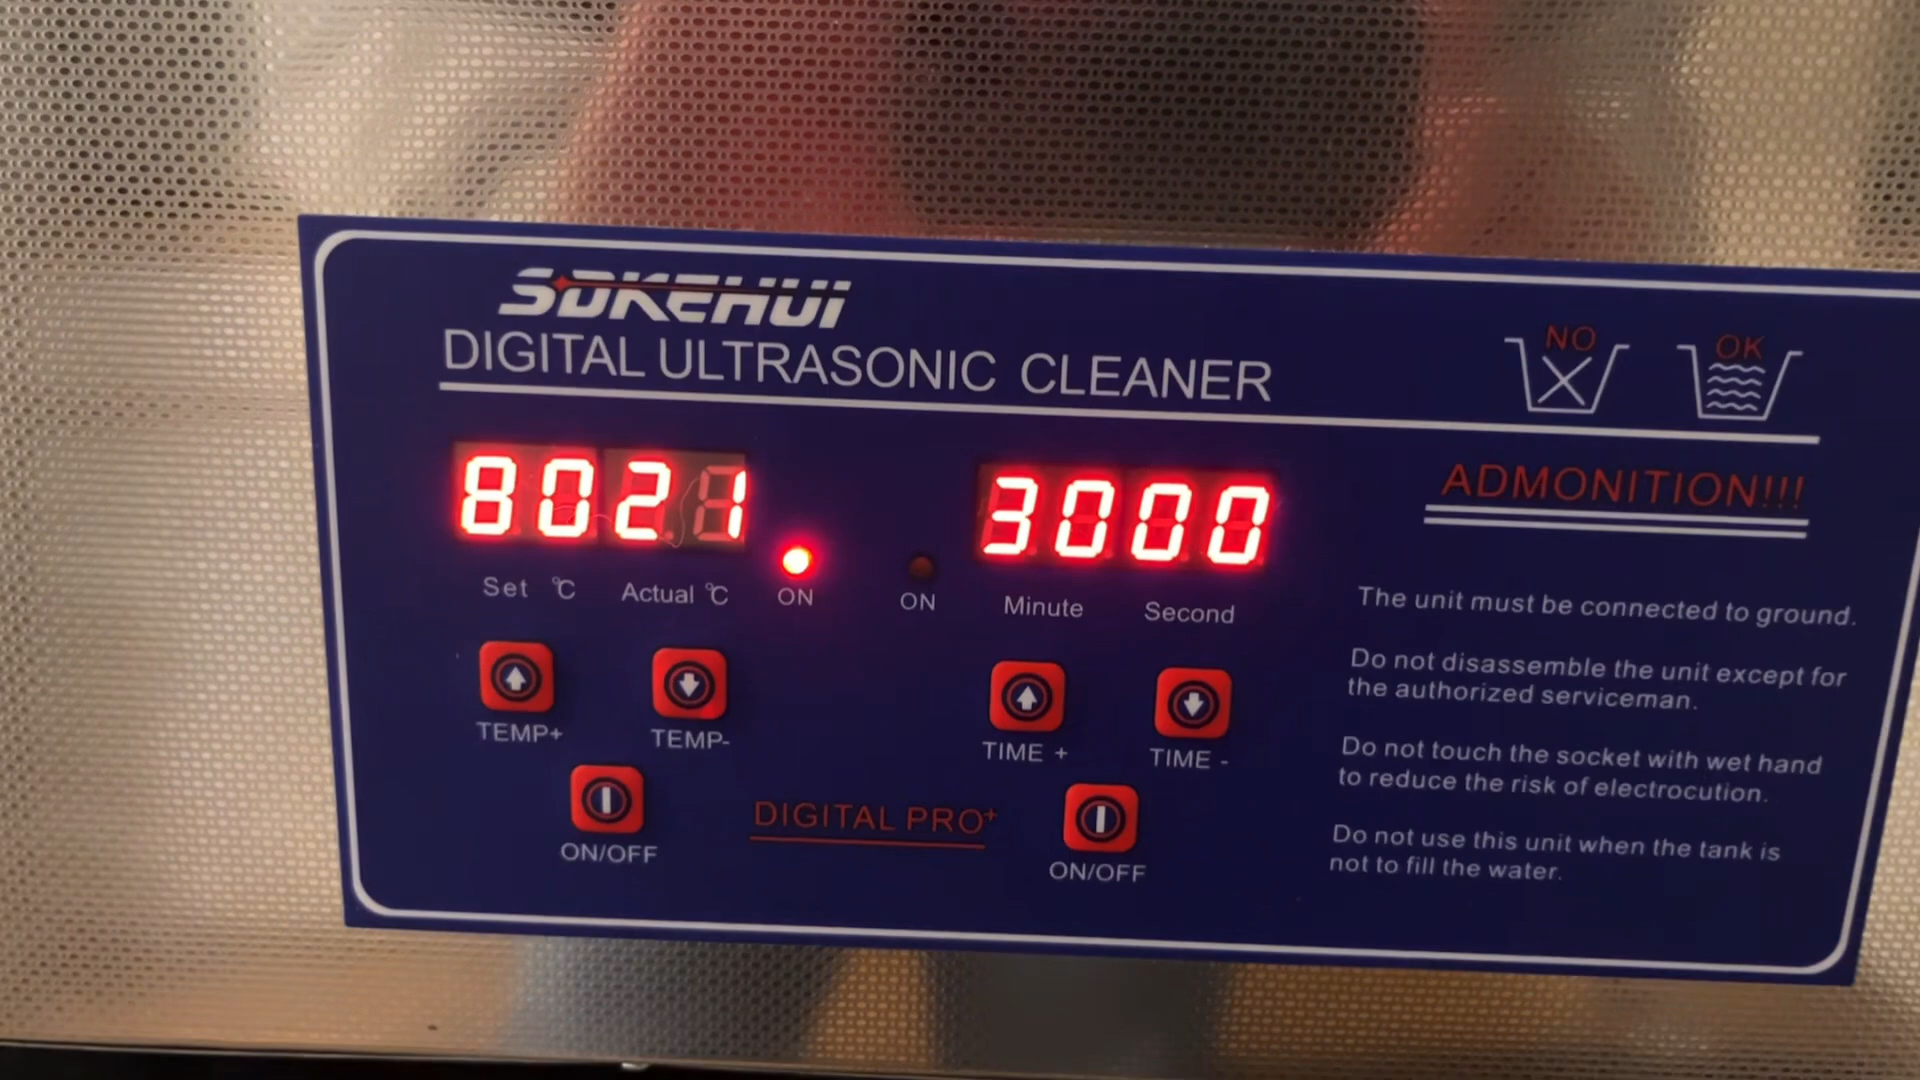 SOKEHUI
DIGITAL ULTRASONIC CLEANER
NO
OK
8021
3000
ADMONITION!!!
Set °C
Actual °C
ON
ON
Minute
Second
The unit must be connected to ground.
Do not disassemble the unit except for
the authorized serviceman.
Do not touch the socket with wet hand
to reduce the risk of electrocution.
Do not use this unit when the tank is
not to fill the water.
TEMP+
TEMP-
TIME +
TIME -
DIGITAL PRO+
ON/OFF
ON/OFF